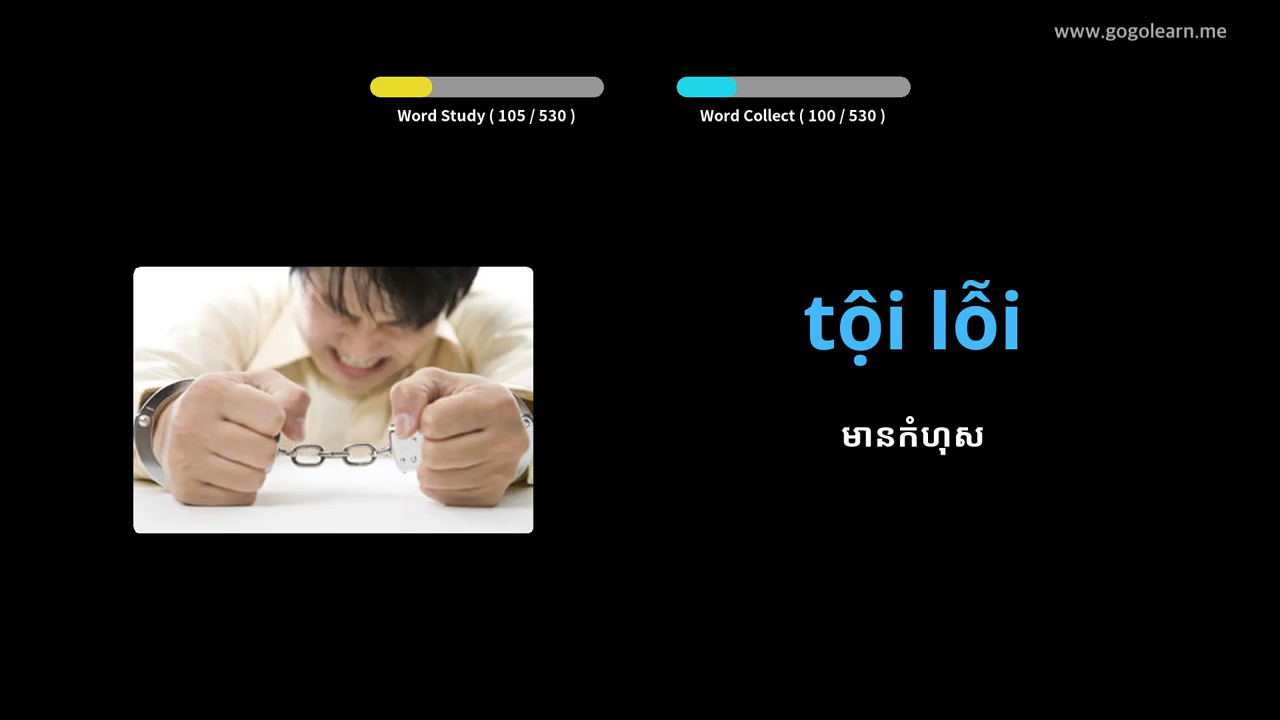 www.gogolearn.me
Word Study ( 105 / 530 )
Word Collect ( 100 / 530 )
tội lỗi
មានកំហុស